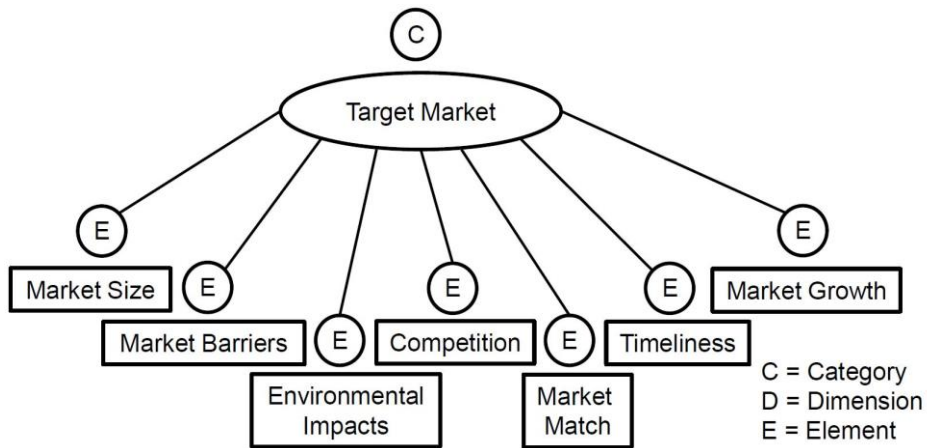 C
Target Market
E
Market Size
E
Market Barriers
E
Environmental
Impacts
E
Competition
E
Market
Match
E
Timeliness
E
Market Growth
C = Category
D = Dimension
E = Element